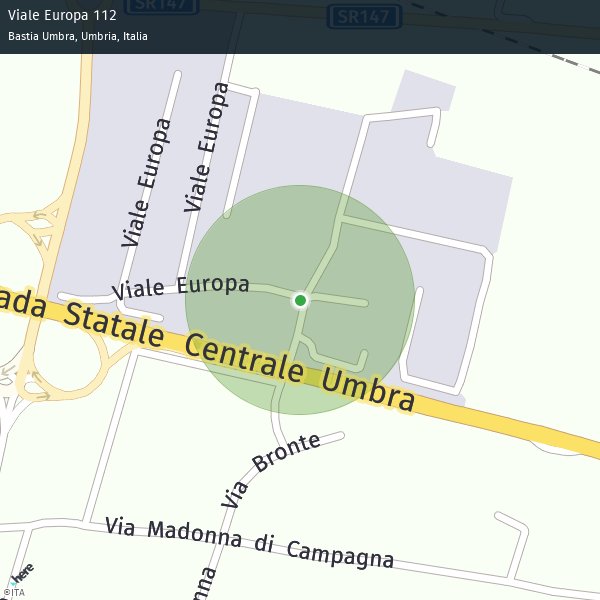 Viale Europa 112
Bastia Umbra, Umbria, Italia
SR147
SR147
Viale Europa
Viale Europa
Viale Europa
ada Statale Centrale Umbra
Via Bronte
Via Madonna di Campagna
nna
here
©ITA